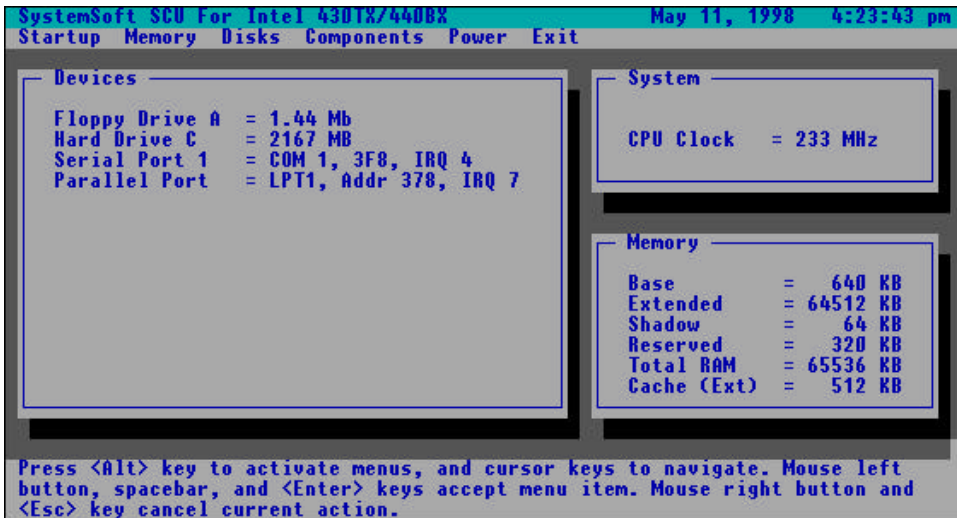 SystemSoft SCU For Intel 430TX/440BX May 11, 1998 4:23:43 pm
Startup Memory Disks Components Power Exit
Devices
Floppy Drive A = 1.44 Mb
Hard Drive C = 2167 MB
Serial Port 1 = COM 1, 3F8, IRQ 4
Parallel Port = LPT1, Addr 378, IRQ 7
System
CPU Clock = 233 MHz
Memory
Base = 640 KB
Extended = 64512 KB
Shadow = 64 KB
Reserved = 320 KB
Total RAM = 65536 KB
Cache (Ext) = 512 KB
Press <Alt> key to activate menus, and cursor keys to navigate. Mouse left
button, spacebar, and <Enter> keys accept menu item. Mouse right button and
<Esc> key cancel current action.